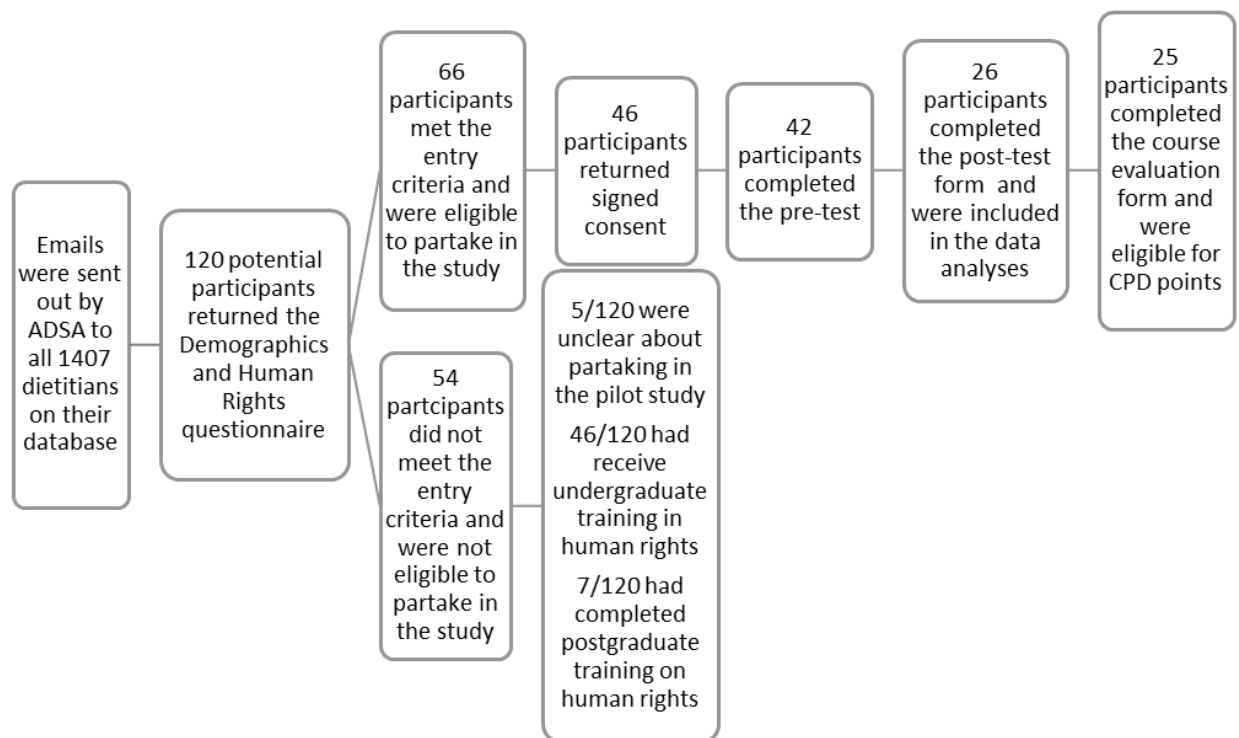 Emails
were sent
out by
ADSA to
all 1407
dietitians
on their
database
120 potential
participants
returned the
Demographics
and Human
Rights
questionnaire
66
participants
met the
entry
criteria and
were eligible
to partake in
the study
46
participants
returned
signed
consent
42
participants
completed
the pre-test
26
participants
completed
the post-test
form and
were included
in the data
analyses
25
participants
completed
the course
evaluation
form and
were
eligible for
CPD points
54
partcipants
did not
meet the
entry
criteria and
were not
eligible to
partake in
the study
5/120 were
unclear about
partaking in
the pilot study
46/120 had
receive
undergraduate
training in
human rights
7/120 had
completed
postgraduate
training on
human rights